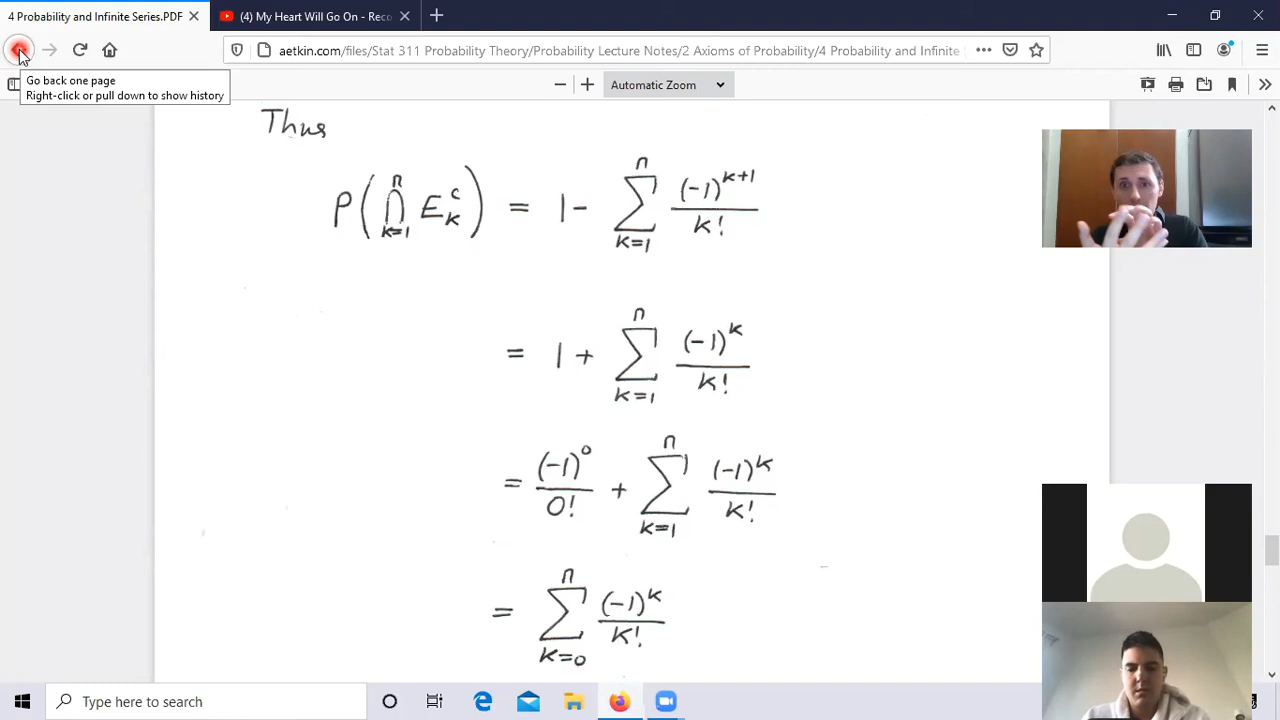 4 Probability and Infinite Series.PDF
(4) My Heart Will Go On - Reco
aetkin.com/files/Stat 311 Probability Theory/Probability Lecture Notes/2 Axioms of Probability/4 Probability and Infinite
Go back one page
Right-click or pull down to show history
Automatic Zoom
Thus
P(⋂_{k=1}^{n} E_k^c) = 1 - ∑_{k=1}^{n} (-1)^{k+1}/k!
= 1 + ∑_{k=1}^{n} (-1)^k/k!
= (-1)^0/0! + ∑_{k=1}^{n} (-1)^k/k!
= ∑_{k=0}^{n} (-1)^k/k!
Type here to search